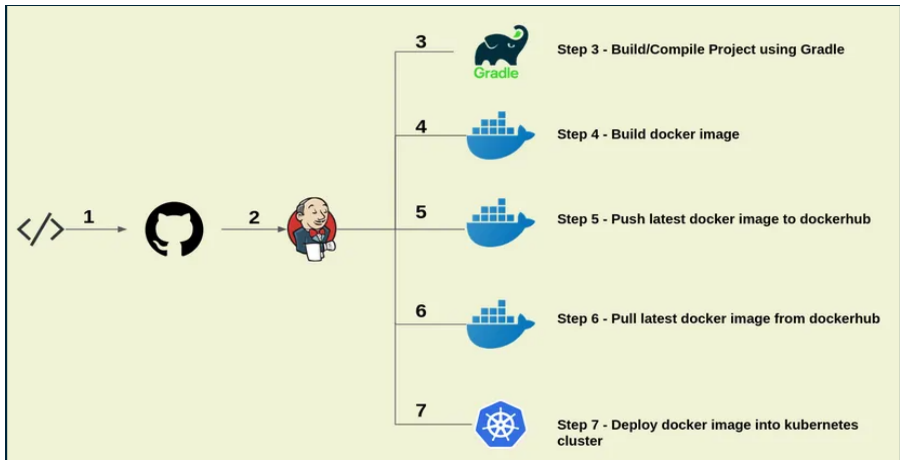 3
Gradle
Step 3 - Build/Compile Project using Gradle
4
Step 4 - Build docker image
</>
1
2
5
Step 5 - Push latest docker image to dockerhub
6
Step 6 - Pull latest docker image from dockerhub
7
Step 7 - Deploy docker image into kubernetes
cluster